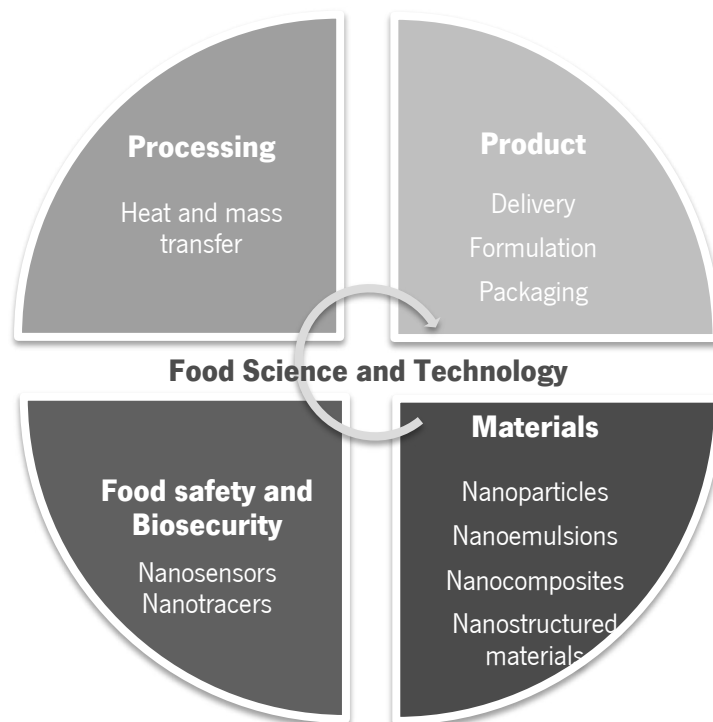 Processing
Heat and mass
transfer
Product
Delivery
Formulation
Packaging
Food Science and Technology
Food safety and
Biosecurity
Nanosensors
Nanotracers
Materials
Nanoparticles
Nanoemulsions
Nanocomposites
Nanostructured
materials